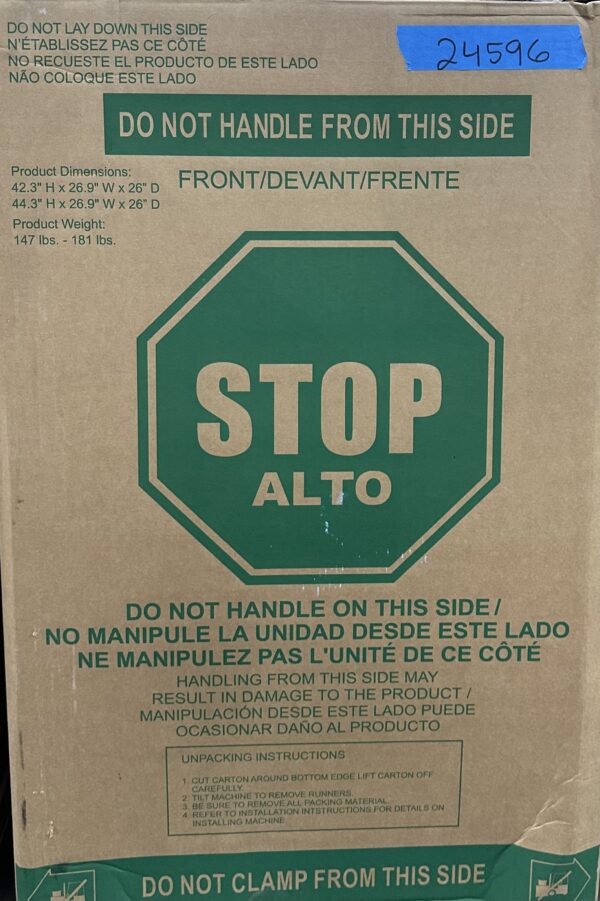 DO NOT LAY DOWN THIS SIDE
N'ÉTABLISSEZ PAS CE CÔTÉ
NO RECUESTE EL PRODUCTO DE ESTE LADO
NÃO COLOQUE ESTE LADO
24596
DO NOT HANDLE FROM THIS SIDE
Product Dimensions:
42.3" H x 26.9" W x 26" D
44.3" H x 26.9" W x 26" D
Product Weight:
147 lbs. - 181 lbs.
FRONT/DEVANT/FRENTE
STOP
ALTO
DO NOT HANDLE ON THIS SIDE /
NO MANIPULE LA UNIDAD DESDE ESTE LADO
NE MANIPULEZ PAS L'UNITÉ DE CE CÔTÉ
HANDLING FROM THIS SIDE MAY
RESULT IN DAMAGE TO THE PRODUCT /
MANIPULACIÓN DESDE ESTE LADO PUEDE
OCASIONAR DAÑO AL PRODUCTO
UNPACKING INSTRUCTIONS
1. CUT CARTON AROUND BOTTOM EDGE LIFT CARTON OFF
CAREFULLY.
2. TILT MACHINE TO REMOVE RUNNERS.
3. BE SURE TO REMOVE ALL PACKING MATERIAL.
4. REFER TO INSTALLATION INTSTRUCTIONS FOR DETAILS ON
INSTALLING MACHINE.
DO NOT CLAMP FROM THIS SIDE